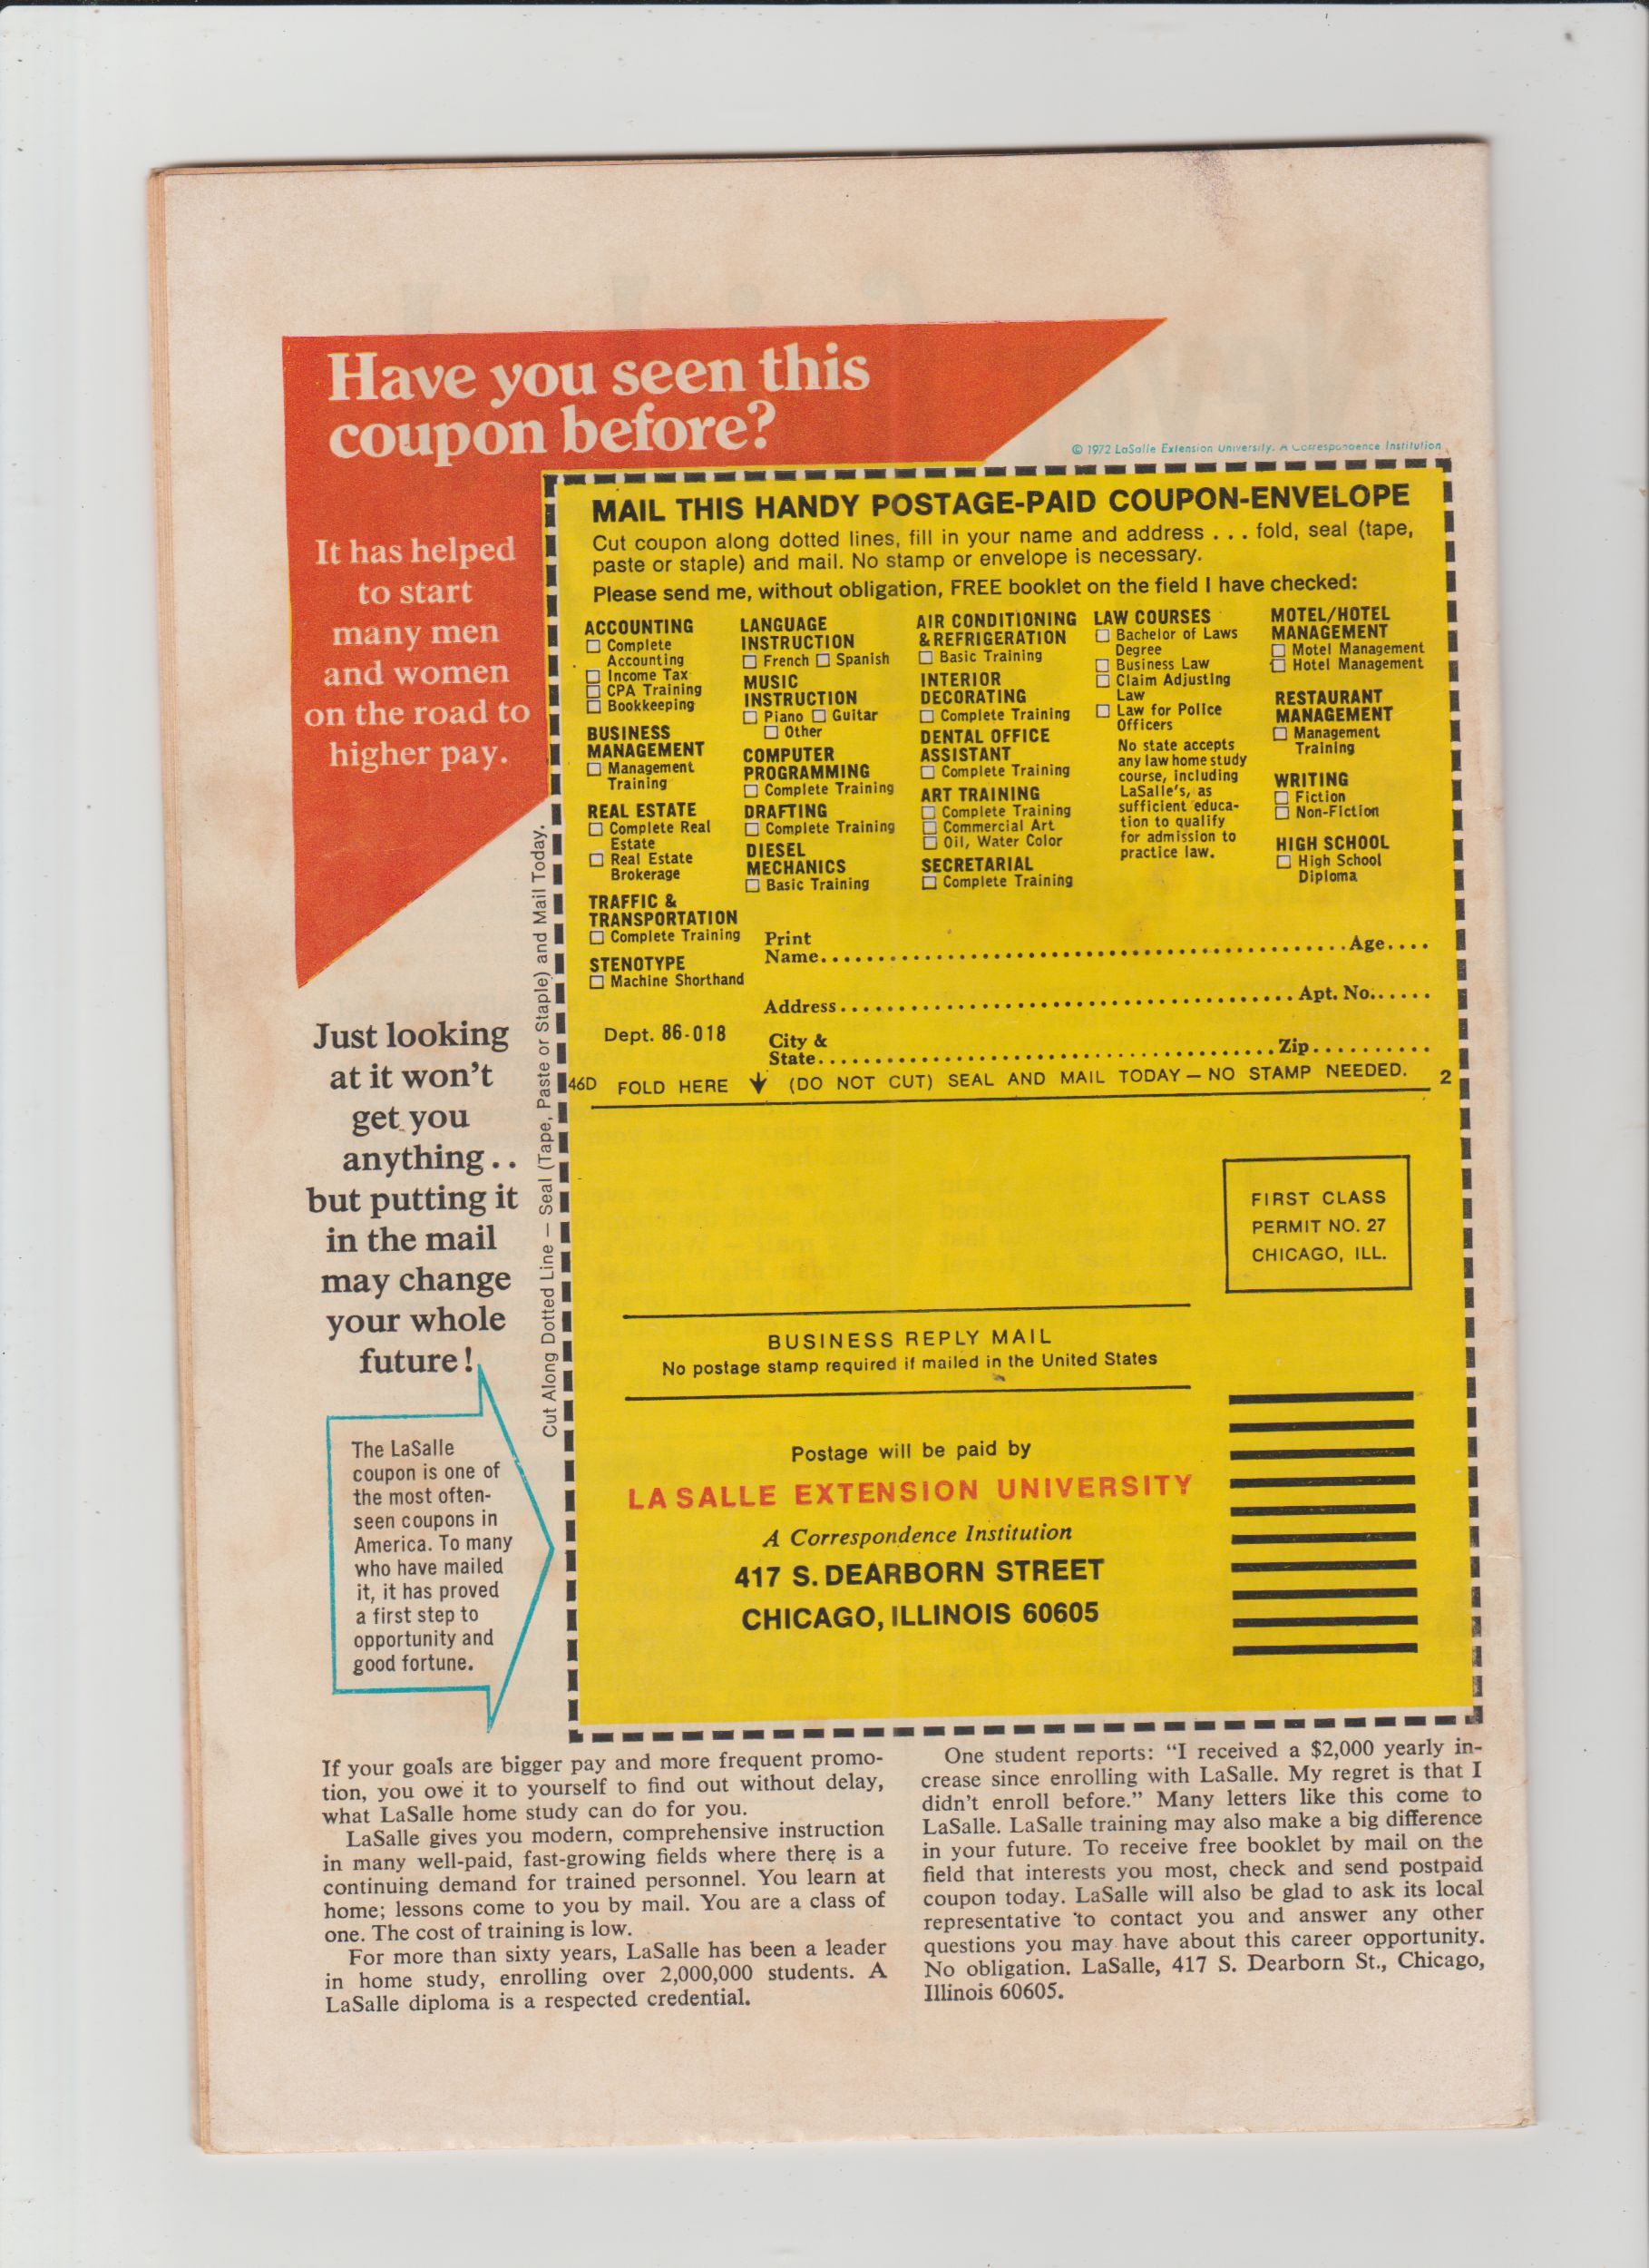 Have you seen this
coupon before?
It has helped
to start
many men
and women
on the road to
higher pay.
© 1972 LaSalle Extension University. A Correspondence Institution
MAIL THIS HANDY POSTAGE-PAID COUPON-ENVELOPE
Cut coupon along dotted lines, fill in your name and address . . . fold, seal (tape,
paste or staple) and mail. No stamp or envelope is necessary.
Please send me, without obligation, FREE booklet on the field I have checked:
ACCOUNTING
☐ Complete
Accounting
☐ Income Tax
☐ CPA Training
☐ Bookkeeping
BUSINESS
MANAGEMENT
☐ Management
Training
REAL ESTATE
☐ Complete Real
Estate
☐ Real Estate
Brokerage
TRAFFIC &
TRANSPORTATION
☐ Complete Training
STENOTYPE
☐ Machine Shorthand
LANGUAGE
INSTRUCTION
☐ French ☐ Spanish
MUSIC
INSTRUCTION
☐ Piano ☐ Guitar
☐ Other
COMPUTER
PROGRAMMING
☐ Complete Training
DRAFTING
☐ Complete Training
DIESEL
MECHANICS
☐ Basic Training
AIR CONDITIONING
& REFRIGERATION
☐ Basic Training
INTERIOR
DECORATING
☐ Complete Training
DENTAL OFFICE
ASSISTANT
☐ Complete Training
ART TRAINING
☐ Complete Training
☐ Commercial Art
☐ Oil, Water Color
SECRETARIAL
☐ Complete Training
LAW COURSES
☐ Bachelor of Laws
Degree
☐ Business Law
☐ Claim Adjusting
Law
☐ Law for Police
Officers
No state accepts
any law home study
course, including
LaSalle's, as
sufficient educa-
tion to qualify
for admission to
practice law.
MOTEL/HOTEL
MANAGEMENT
☐ Motel Management
☐ Hotel Management
RESTAURANT
MANAGEMENT
☐ Management
Training
WRITING
☐ Fiction
☐ Non-Fiction
HIGH SCHOOL
☐ High School
Diploma
Print
Name.......................................................Age....
Address...............................................Apt. No......
Dept. 86-018
City &
State................................................Zip..........
46D FOLD HERE ↓ (DO NOT CUT) SEAL AND MAIL TODAY — NO STAMP NEEDED. 2
Cut Along Dotted Line — Seal (Tape, Paste or Staple) and Mail Today.
Just looking
at it won't
get you
anything . .
but putting it
in the mail
may change
your whole
future!
The LaSalle
coupon is one of
the most often-
seen coupons in
America. To many
who have mailed
it, it has proved
a first step to
opportunity and
good fortune.
FIRST CLASS
PERMIT NO. 27
CHICAGO, ILL.
BUSINESS REPLY MAIL
No postage stamp required if mailed in the United States
Postage will be paid by
LA SALLE EXTENSION UNIVERSITY
A Correspondence Institution
417 S. DEARBORN STREET
CHICAGO, ILLINOIS 60605
If your goals are bigger pay and more frequent promo-
tion, you owe it to yourself to find out without delay,
what LaSalle home study can do for you.
LaSalle gives you modern, comprehensive instruction
in many well-paid, fast-growing fields where there is a
continuing demand for trained personnel. You learn at
home; lessons come to you by mail. You are a class of
one. The cost of training is low.
For more than sixty years, LaSalle has been a leader
in home study, enrolling over 2,000,000 students. A
LaSalle diploma is a respected credential.
One student reports: "I received a $2,000 yearly in-
crease since enrolling with LaSalle. My regret is that I
didn't enroll before." Many letters like this come to
LaSalle. LaSalle training may also make a big difference
in your future. To receive free booklet by mail on the
field that interests you most, check and send postpaid
coupon today. LaSalle will also be glad to ask its local
representative to contact you and answer any other
questions you may have about this career opportunity.
No obligation. LaSalle, 417 S. Dearborn St., Chicago,
Illinois 60605.